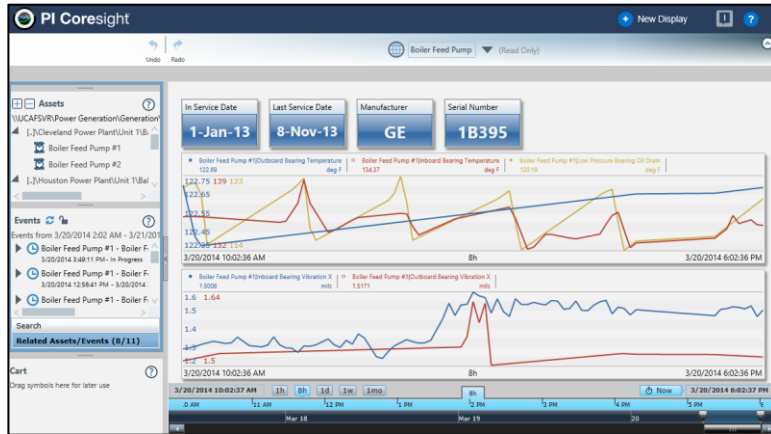 PI Coresight
New Display
Undo
Redo
Boiler Feed Pump
(Read Only)
Assets
\\UCAFSVR\Power Generation\Generation
[..]\Cleveland Power Plant\Unit 1\Ba
Boiler Feed Pump #1
Boiler Feed Pump #2
[..]\Houston Power Plant\Unit 1\Bal
Events
Events from 3/20/2014 2:02 AM - 3/21/201
Boiler Feed Pump #1 - Boiler F
3/20/2014 3:49:11 PM - In Progress
Boiler Feed Pump #1 - Boiler F
3/20/2014 12:56:41 PM - 3/20/2014
Boiler Feed Pump #1 - Boiler F
Search
Related Assets/Events (8/11)
Cart
Drag symbols here for later use
In Service Date
1-Jan-13
Last Service Date
8-Nov-13
Manufacturer
GE
Serial Number
1B395
Boiler Feed Pump #1|Outboard Bearing Temperature
122.69 deg F
Boiler Feed Pump #1|Inboard Bearing Temperature
134.37 deg F
Boiler Feed Pump #1|Low Pressure Bearing Oil Drain
120.19 deg F
122.75 139 123
122.65
122.55
122.45
122.35 132 114
3/20/2014 10:02:36 AM 8h 3/20/2014 6:02:36 PM
Boiler Feed Pump #1|Inboard Bearing Vibration X
1.5008 mils
Boiler Feed Pump #1|Outboard Bearing Vibration X
1.5171 mils
1.6 1.64
1.5
1.4
1.3
1.2 1.5
3/20/2014 10:02:36 AM 8h 3/20/2014 6:02:36 PM
3/20/2014 10:02:37 AM 1h 8h 1d 1w 1mo 8h Now 3/20/2014 6:02:37 PM
11 AM 12 PM 1 PM 2 PM 3 PM 4 PM 5 PM
Mar 18 Mar 19 20